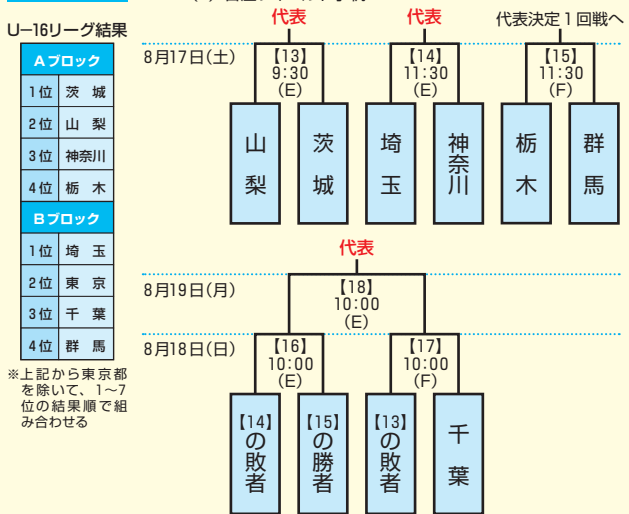 代表
代表
代表決定1回戦へ
U−16リーグ結果
Aブロック
1位 茨城
2位 山梨
3位 神奈川
4位 栃木
Bブロック
1位 埼玉
2位 東京
3位 千葉
4位 群馬
※上記から東京都
を除いて、1〜7
位の結果順で組
み合わせる
8月17日(土)
【13】
9:30
(E)
【14】
11:30
(E)
【15】
11:30
(F)
山梨
茨城
埼玉
神奈川
栃木
群馬
代表
8月19日(月)
【18】
10:00
(E)
8月18日(日)
【16】
10:00
(E)
【17】
10:00
(F)
【14】の敗者
【15】の勝者
【13】の敗者
千葉